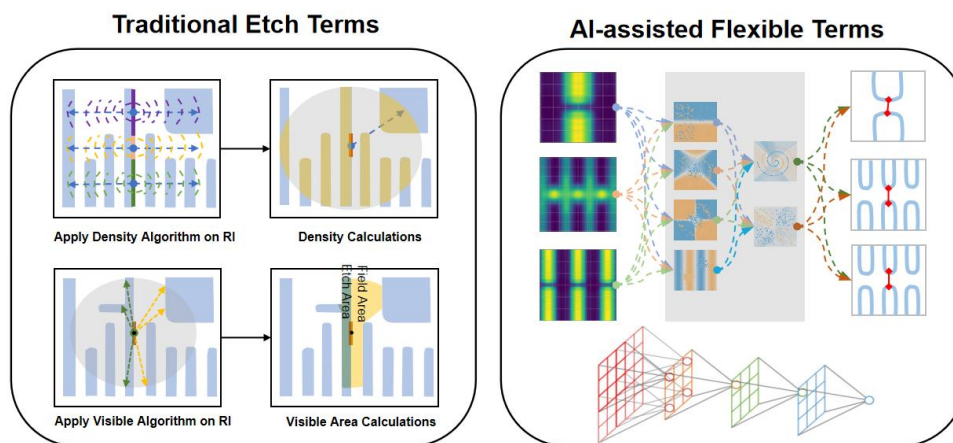 Traditional Etch Terms
AI-assisted Flexible Terms
Apply Density Algorithm on RI
Density Calculations
Etch Area
Field Area
Apply Visible Algorithm on RI
Visible Area Calculations